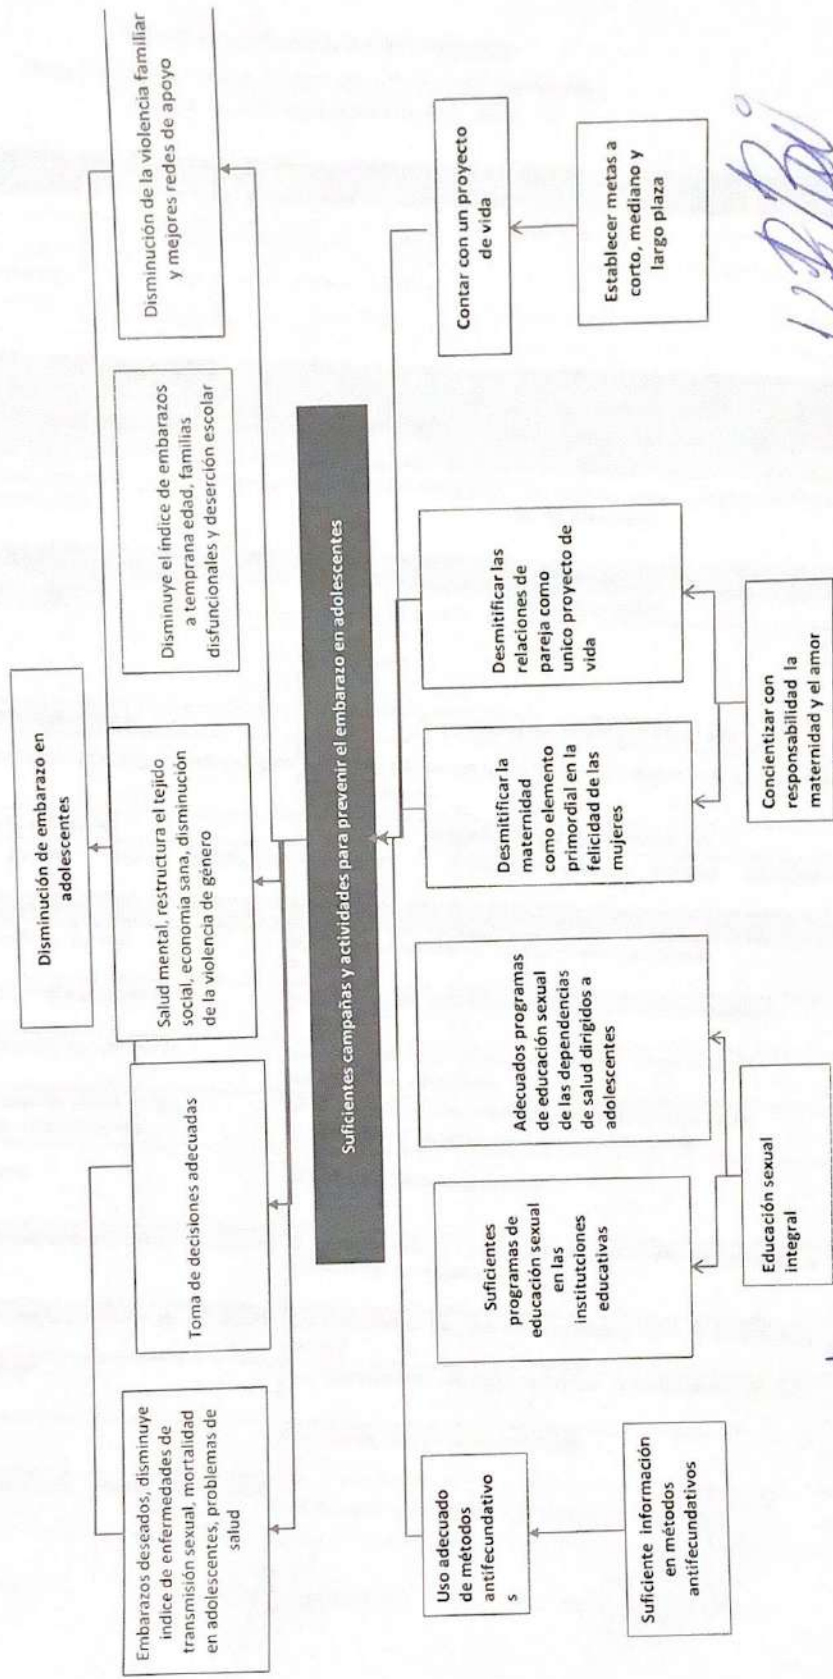 Disminución de embarazo en
adolescentes
Embarazos deseados, disminuye
índice de enfermedades de
transmisión sexual, mortalidad
en adolescentes, problemas de
salud
Toma de decisiones adecuadas
Salud mental, restructura el tejido
social, economía sana, disminución
de la violencia de género
Disminuye el índice de embarazos
a temprana edad, familias
disfuncionales y deserción escolar
Disminución de la violencia familiar
y mejores redes de apoyo
Suficientes campañas y actividades para prevenir el embarazo en adolescentes
Uso adecuado
de métodos
antifecundativo
s
Suficientes
programas de
educación sexual
en las
institutciones
educativas
Adecuados programas
de educación sexual
de las dependencias
de salud dirigidos a
adolescentes
Desmitificar la
maternidad
como elemento
primordial en la
felicidad de las
mujeres
Desmitificar las
relaciones de
pareja como
unico proyecto de
vida
Contar con un proyecto
de vida
Suficiente información
en métodos
antifecundativos
Educación sexual
integral
Concientizar con
responsabilidad la
maternidad y el amor
Establecer metas a
corto, mediano y
largo plaza